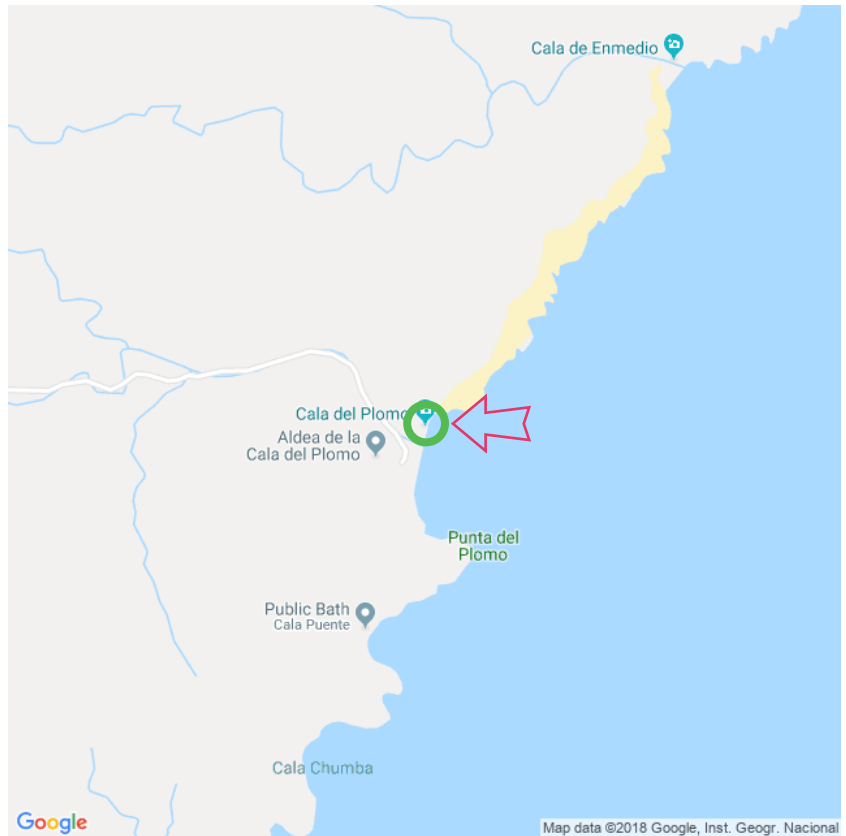 Cala de Enmedio
Cala del Plomo
Aldea de la
Cala del Plomo
Punta del
Plomo
Public Bath
Cala Puente
Cala Chumba
Google
Map data ©2018 Google, Inst. Geogr. Nacional